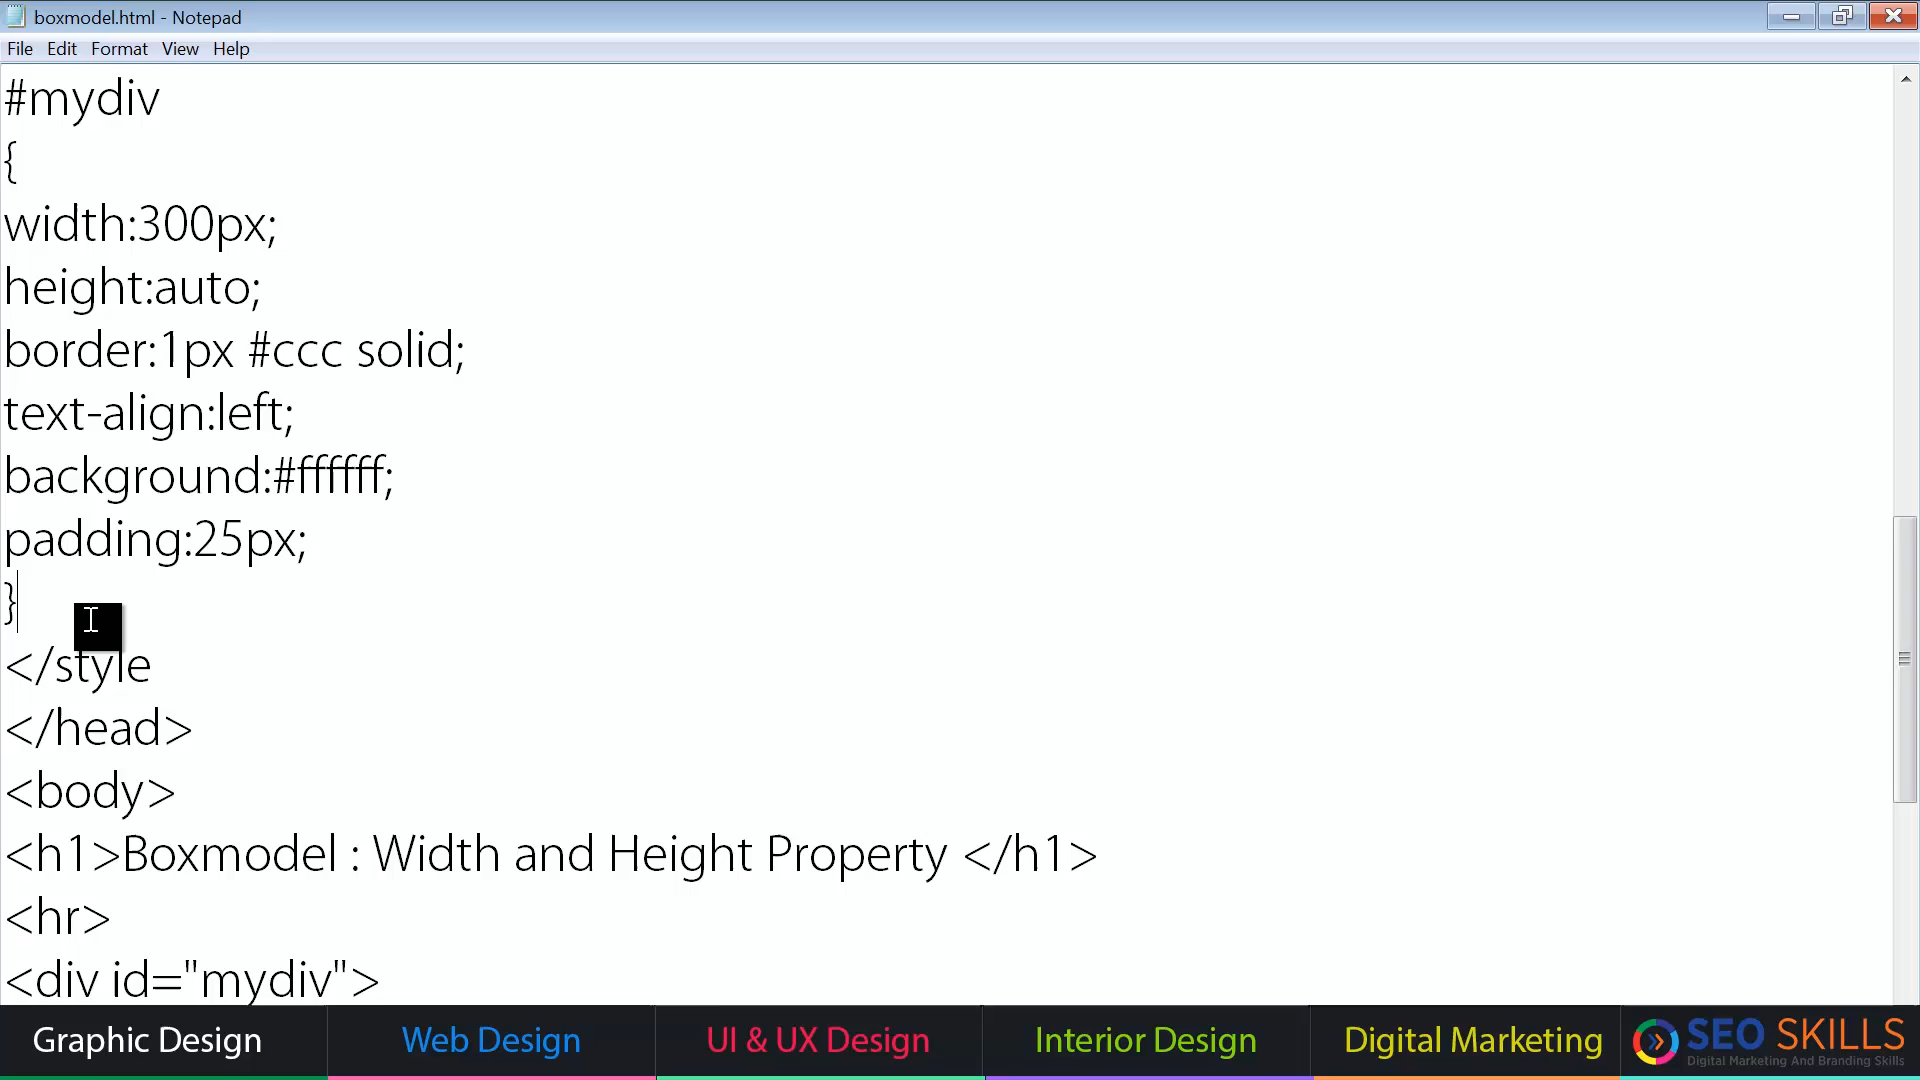 boxmodel.html - Notepad
File Edit Format View Help
#mydiv
{
width:300px;
height:auto;
border:1px #ccc solid;
text-align:left;
background:#ffffff;
padding:25px;
}
</style
</head>
<body>
<h1>Boxmodel : Width and Height Property </h1>
<hr>
<div id="mydiv">
Graphic Design Web Design UI & UX Design Interior Design Digital Marketing SEO SKILLS
Digital Marketing And Branding Skills